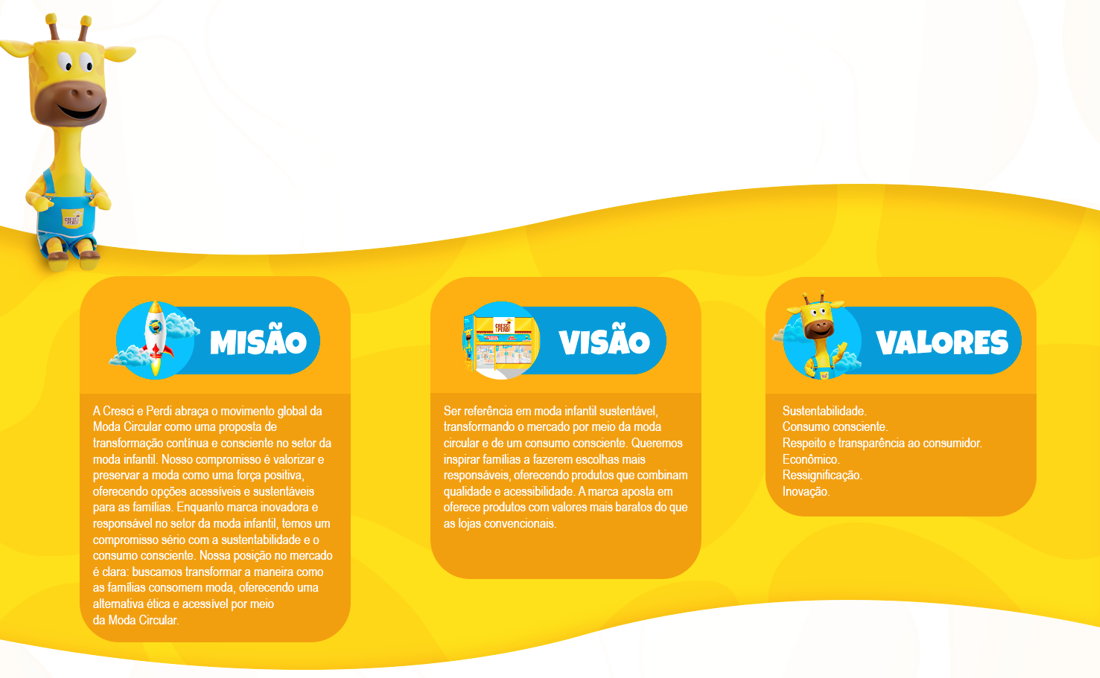 MISÃO
A Cresci e Perdi abraça o movimento global da
Moda Circular como uma proposta de
transformação contínua e consciente no setor da
moda infantil. Nosso compromisso é valorizar e
preservar a moda como uma força positiva,
oferecendo opções acessíveis e sustentáveis
para as famílias. Enquanto marca inovadora e
responsável no setor da moda infantil, temos um
compromisso sério com a sustentabilidade e o
consumo consciente. Nossa posição no mercado
é clara: buscamos transformar a maneira como
as famílias consomem moda, oferecendo uma
alternativa ética e acessível por meio
da Moda Circular.
VISÃO
Ser referência em moda infantil sustentável,
transformando o mercado por meio da moda
circular e de um consumo consciente. Queremos
inspirar famílias a fazerem escolhas mais
responsáveis, oferecendo produtos que combinam
qualidade e acessibilidade. A marca aposta em
oferece produtos com valores mais baratos do que
as lojas convencionais.
VALORES
Sustentabilidade.
Consumo consciente.
Respeito e transparência ao consumidor.
Econômico.
Ressignificação.
Inovação.